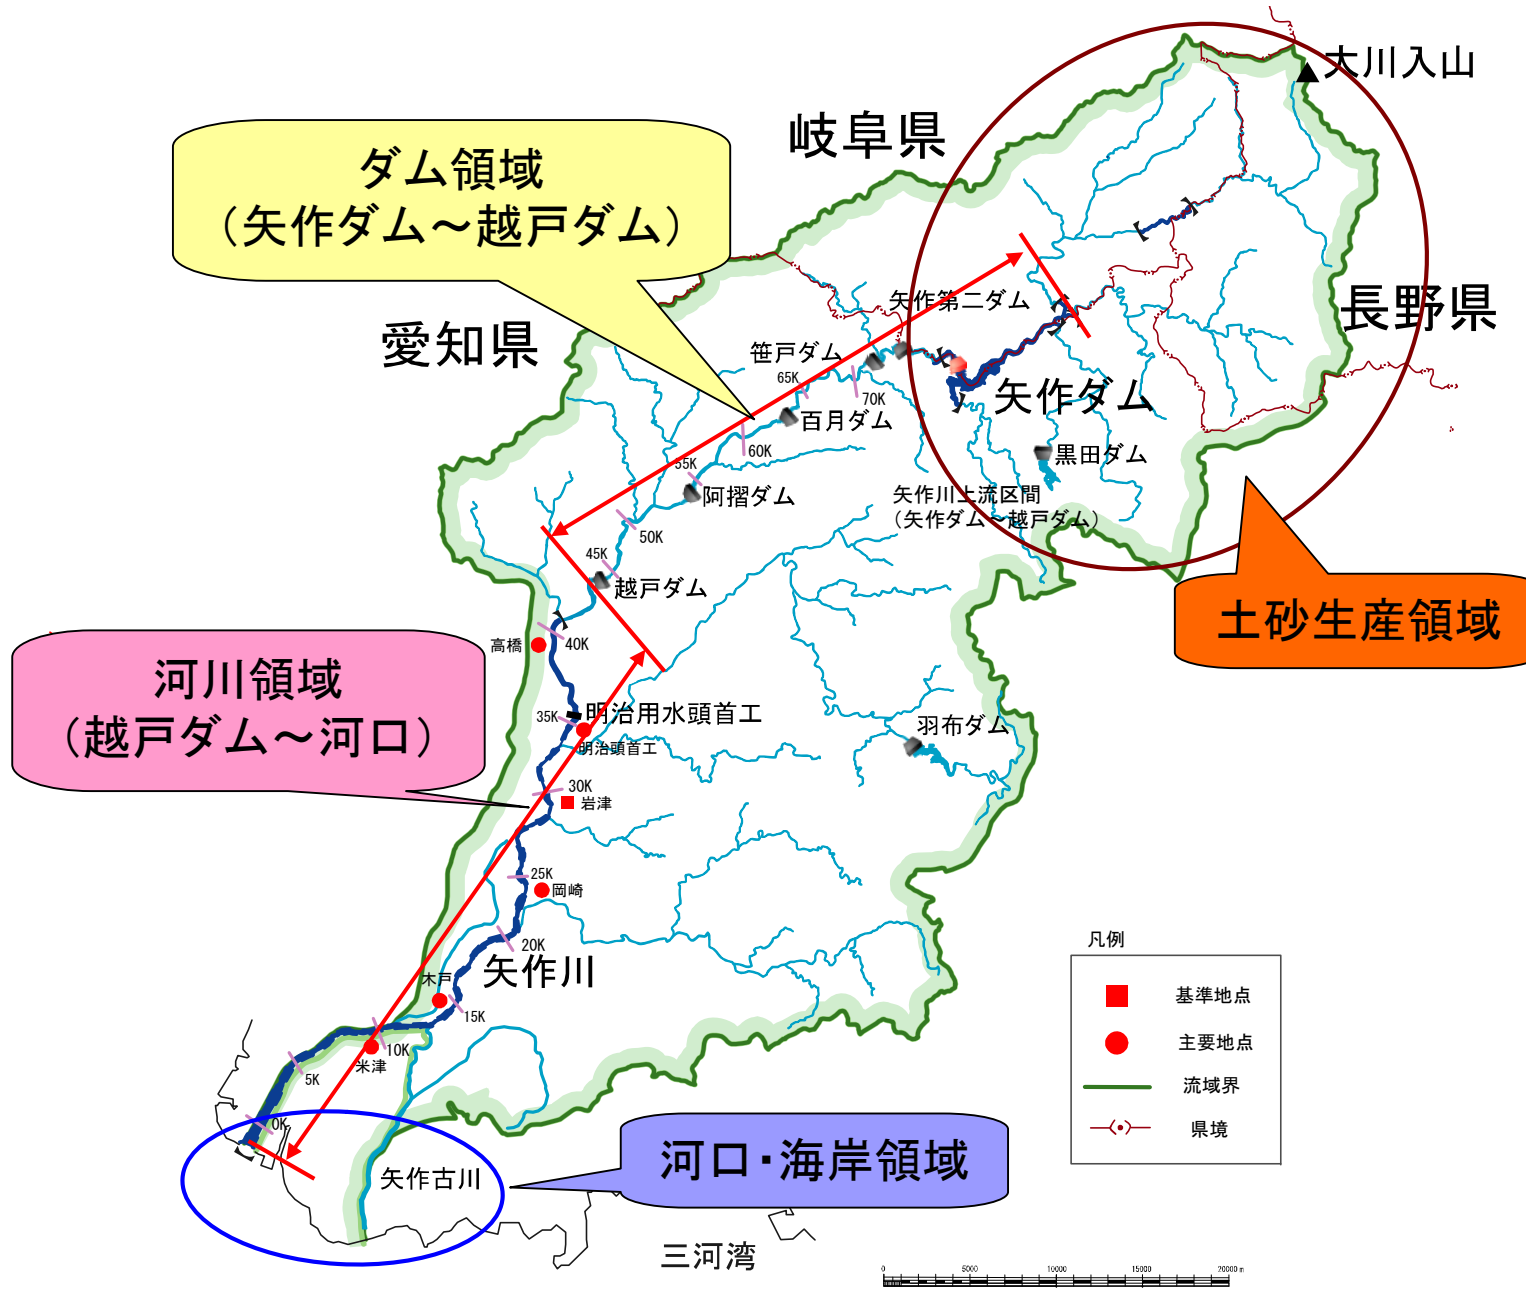 大川入山
岐阜県
ダム領域
（矢作ダム～越戸ダム）
長野県
愛知県
矢作第二ダム
笹戸ダム
65K
70K
矢作ダム
百月ダム
60K
黒田ダム
55K
阿摺ダム
矢作川上流区間
（矢作ダム～越戸ダム）
50K
45K
越戸ダム
土砂生産領域
高橋
40K
河川領域
（越戸ダム～河口）
35K
明治用水頭首工
明治頭首工
羽布ダム
30K
岩津
25K
岡崎
20K
矢作川
木戸
15K
10K
米津
5K
0K
凡例
基準地点
主要地点
流域界
県境
河口・海岸領域
矢作古川
三河湾
0
5000
10000
15000
20000 m